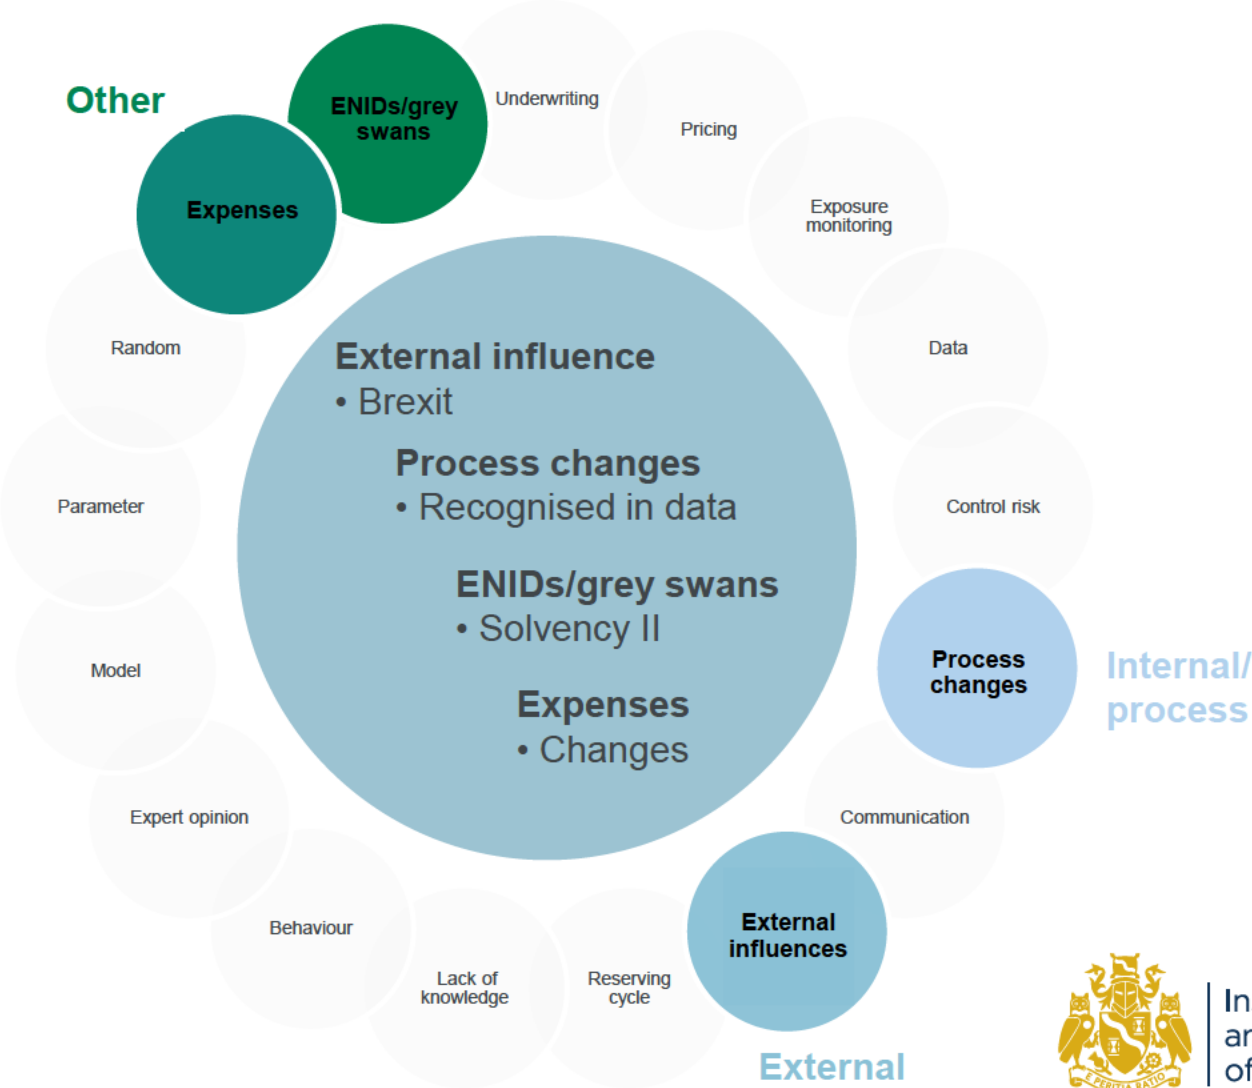 Other
ENIDs/grey
swans
Underwriting
Pricing
Expenses
Exposure
monitoring
Random
Data
External influence
• Brexit
Process changes
• Recognised in data
Parameter
Control risk
ENIDs/grey swans
• Solvency II
Model
Process
changes
Internal/
process
Expenses
• Changes
Expert opinion
Communication
Behaviour
External
influences
Lack of
knowledge
Reserving
cycle
External
In
ar
of
E PERITIA RATIO